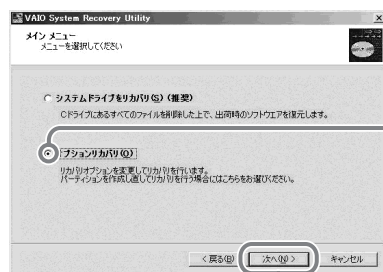 VAIO System Recovery Utility
メイン メニュー
メニューを選択してください
システムドライブをリカバリ(S) (推奨)
Cドライブにあるすべてのファイルを削除した上で、出荷時のソフトウエアを復元します。
プションリカバリ(O)
リカバリオプションを変更してリカバリを行います。
パーティションを作成し直してリカバリを行う場合にはこちらをお選びください。
< 戻る(B)
次へ(N) >
キャンセル